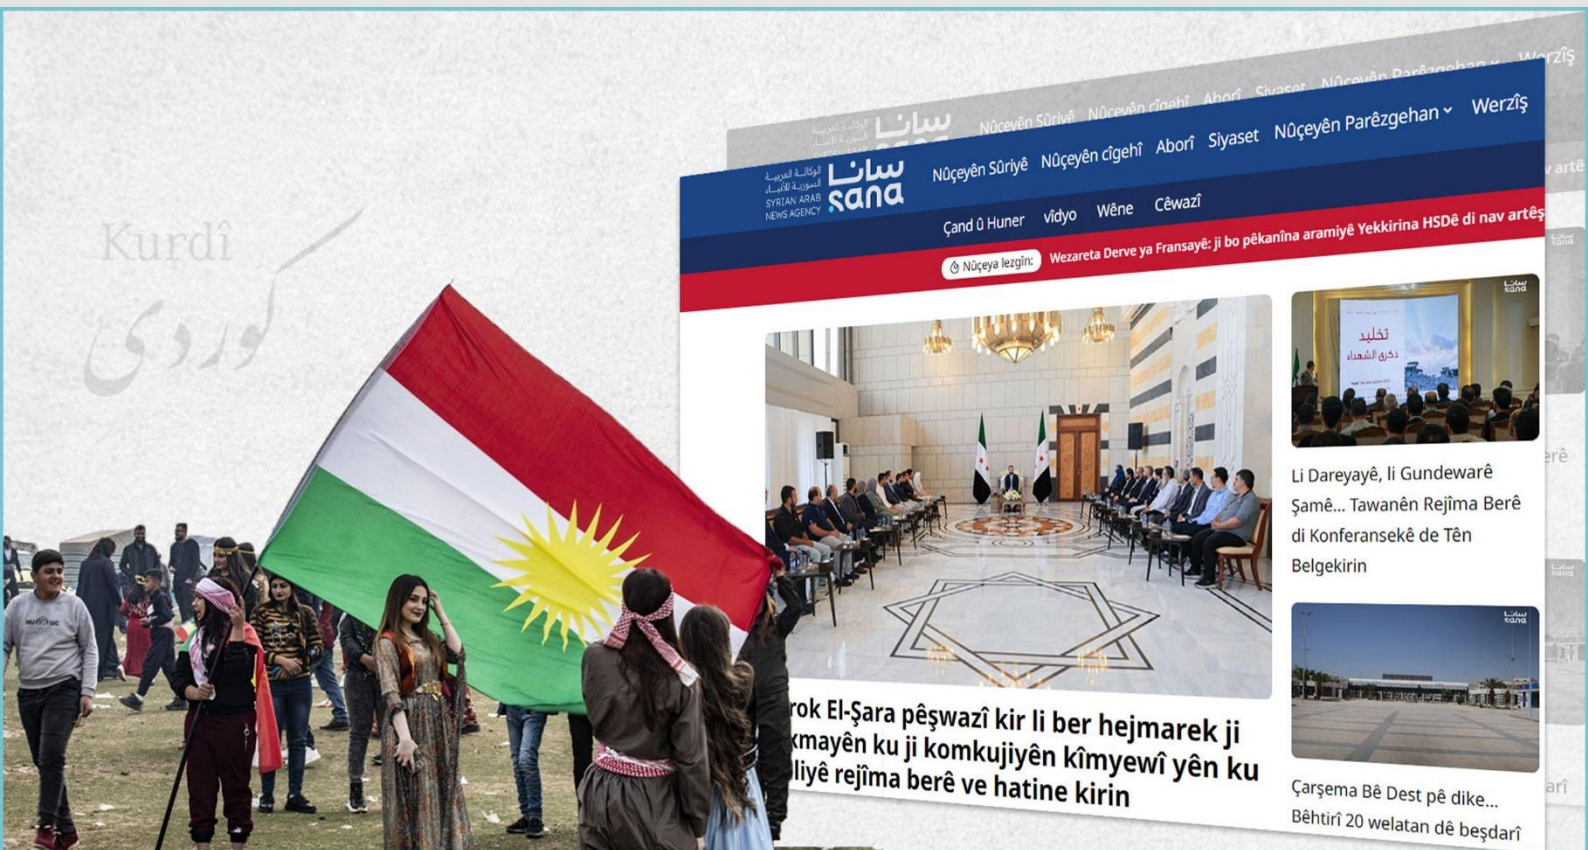 Kurdî
كوردی
الوكالة العربية
السورية للأنباء
SYRIAN ARAB
NEWS AGENCY
سانا
sana
Nûçeyên Sûriyê Nûçeyên cîgehî Aborî Siyaset Nûçeyên Parêzgehan Werzîş
Çand û Huner vîdyo Wêne Cêwazî
Nûçeya lezgîn: Wezareta Derve ya Fransayê: ji bo pêkanîna aramiyê Yekkirina HSDê di nav artêş
تخليد
ذكرى الشهداء
Li Dareyayê, li Gundewarê
Şamê... Tawanên Rejîma Berê
di Konferansekê de Tên
Belgekirin
rok El-Şara pêşwazî kir li ber hejmarek ji
kmayên ku ji komkujiyên kîmyewî yên ku
liyê rejîma berê ve hatine kirin
Çarşema Bê Dest pê dike...
Bêhtirî 20 welatan dê beşdarî